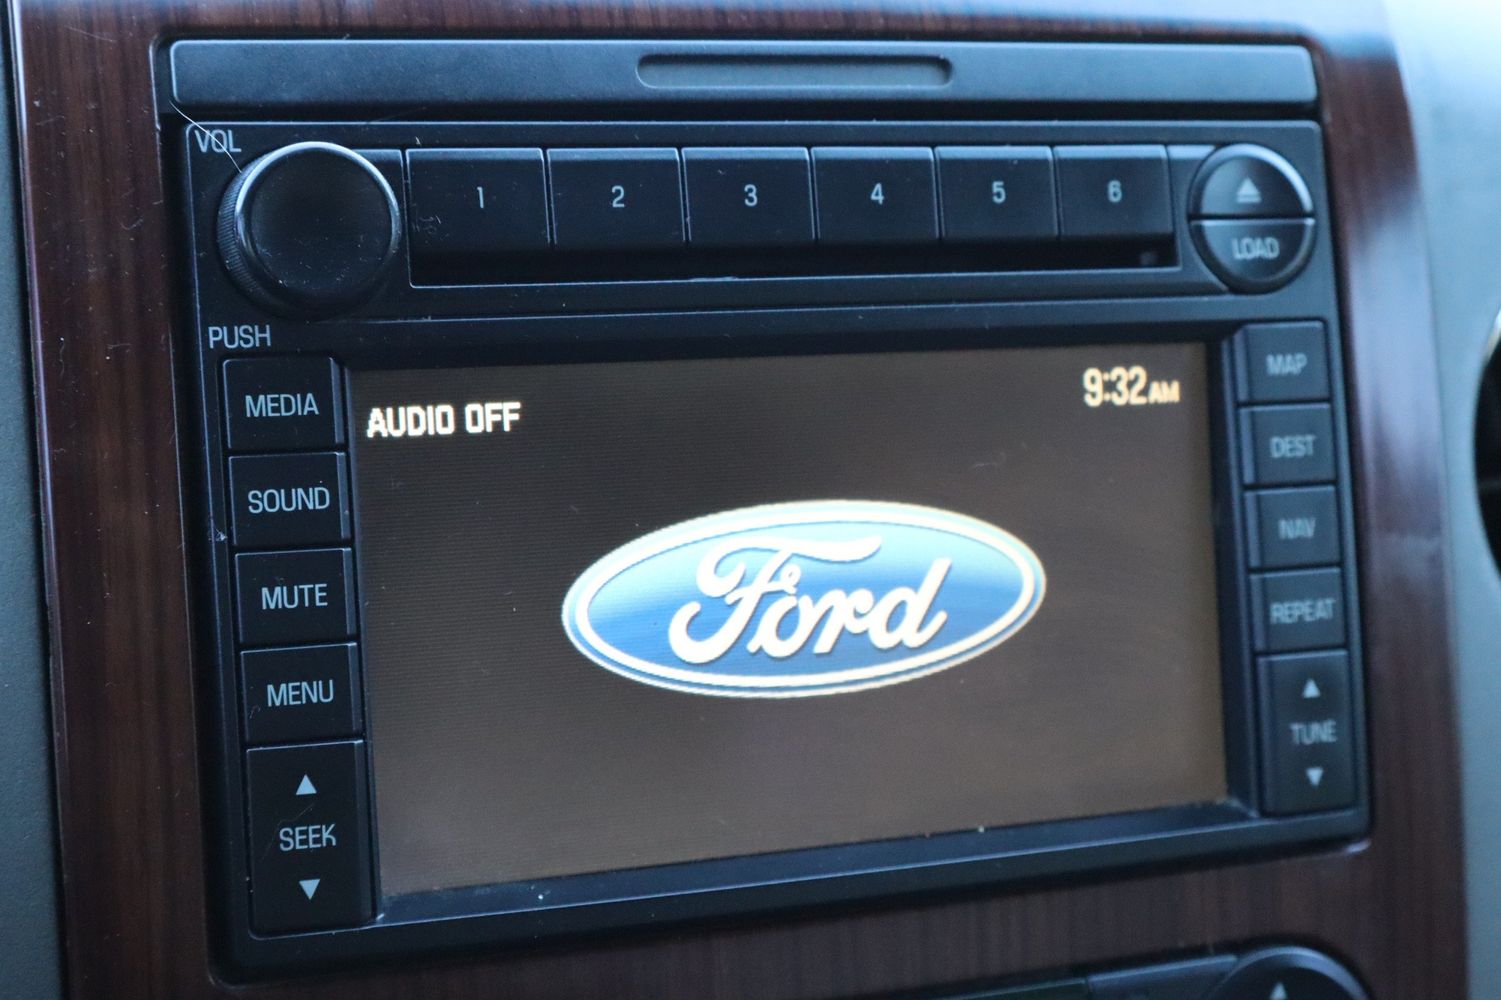 VOL
1 2 3 4 5 6
LOAD
PUSH
MEDIA
SOUND
MUTE
MENU
SEEK
AUDIO OFF
9:32AM
Ford
MAP
DEST
NAV
REPEAT
TUNE